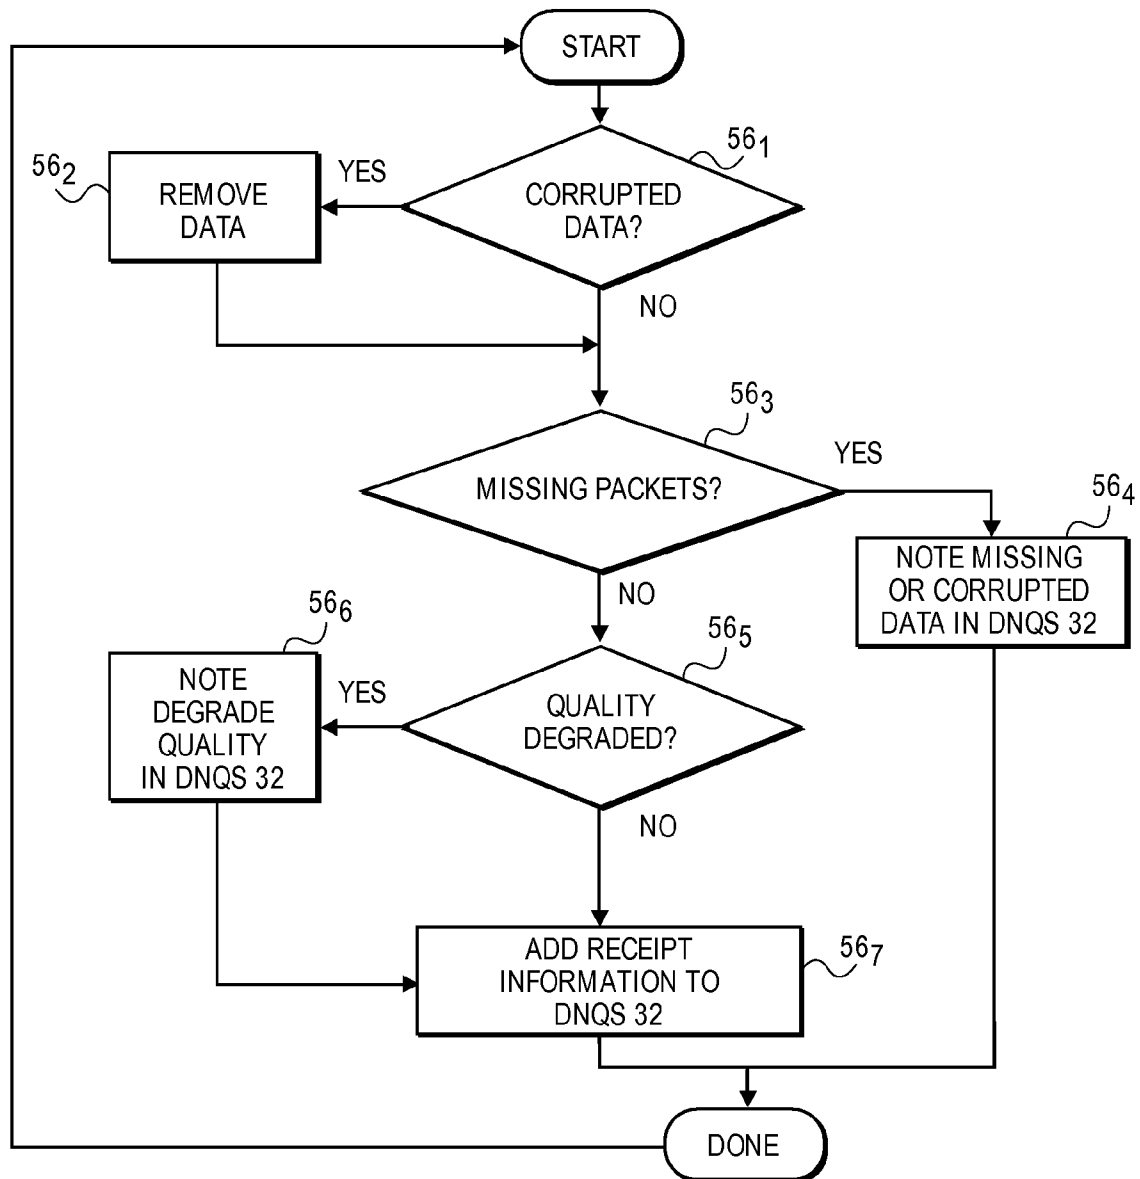 START
56₁
CORRUPTED
DATA?
YES
56₂
REMOVE
DATA
NO
56₃
MISSING PACKETS?
YES
56₄
NOTE MISSING
OR CORRUPTED
DATA IN DNQS 32
NO
56₅
QUALITY
DEGRADED?
YES
56₆
NOTE
DEGRADE
QUALITY
IN DNQS 32
NO
ADD RECEIPT
INFORMATION TO
DNQS 32
56₇
DONE